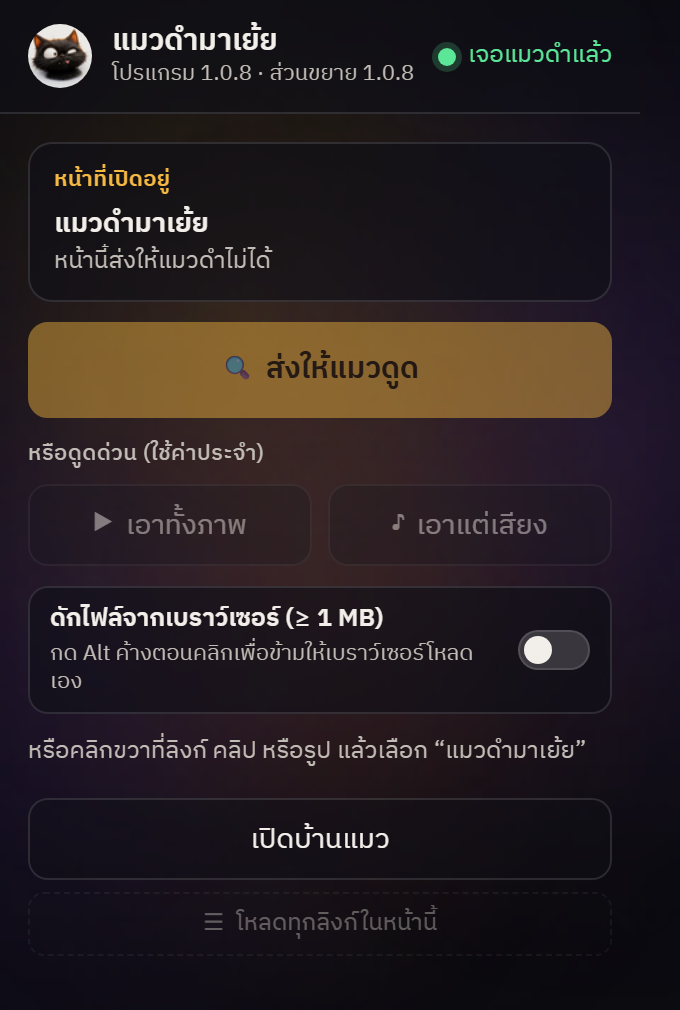 แมวดำมาเย้ย
โปรแกรม 1.0.8 · ส่วนขยาย 1.0.8
เจอแมวดำแล้ว
หน้าที่เปิดอยู่
แมวดำมาเย้ย
หน้านี้ส่งให้แมวดำไม่ได้
ส่งให้แมวดูด
หรือดูดด่วน (ใช้ค่าประจำ)
เอาทั้งภาพ
เอาแต่เสียง
ดักไฟล์จากเบราว์เซอร์ (≥ 1 MB)
กด Alt ค้างตอนคลิกเพื่อข้ามให้เบราว์เซอร์โหลด
เอง
หรือคลิกขวาที่ลิงก์ คลิป หรือรูป แล้วเลือก “แมวดำมาเย้ย”
เปิดบ้านแมว
โหลดทุกลิงก์ในหน้านี้